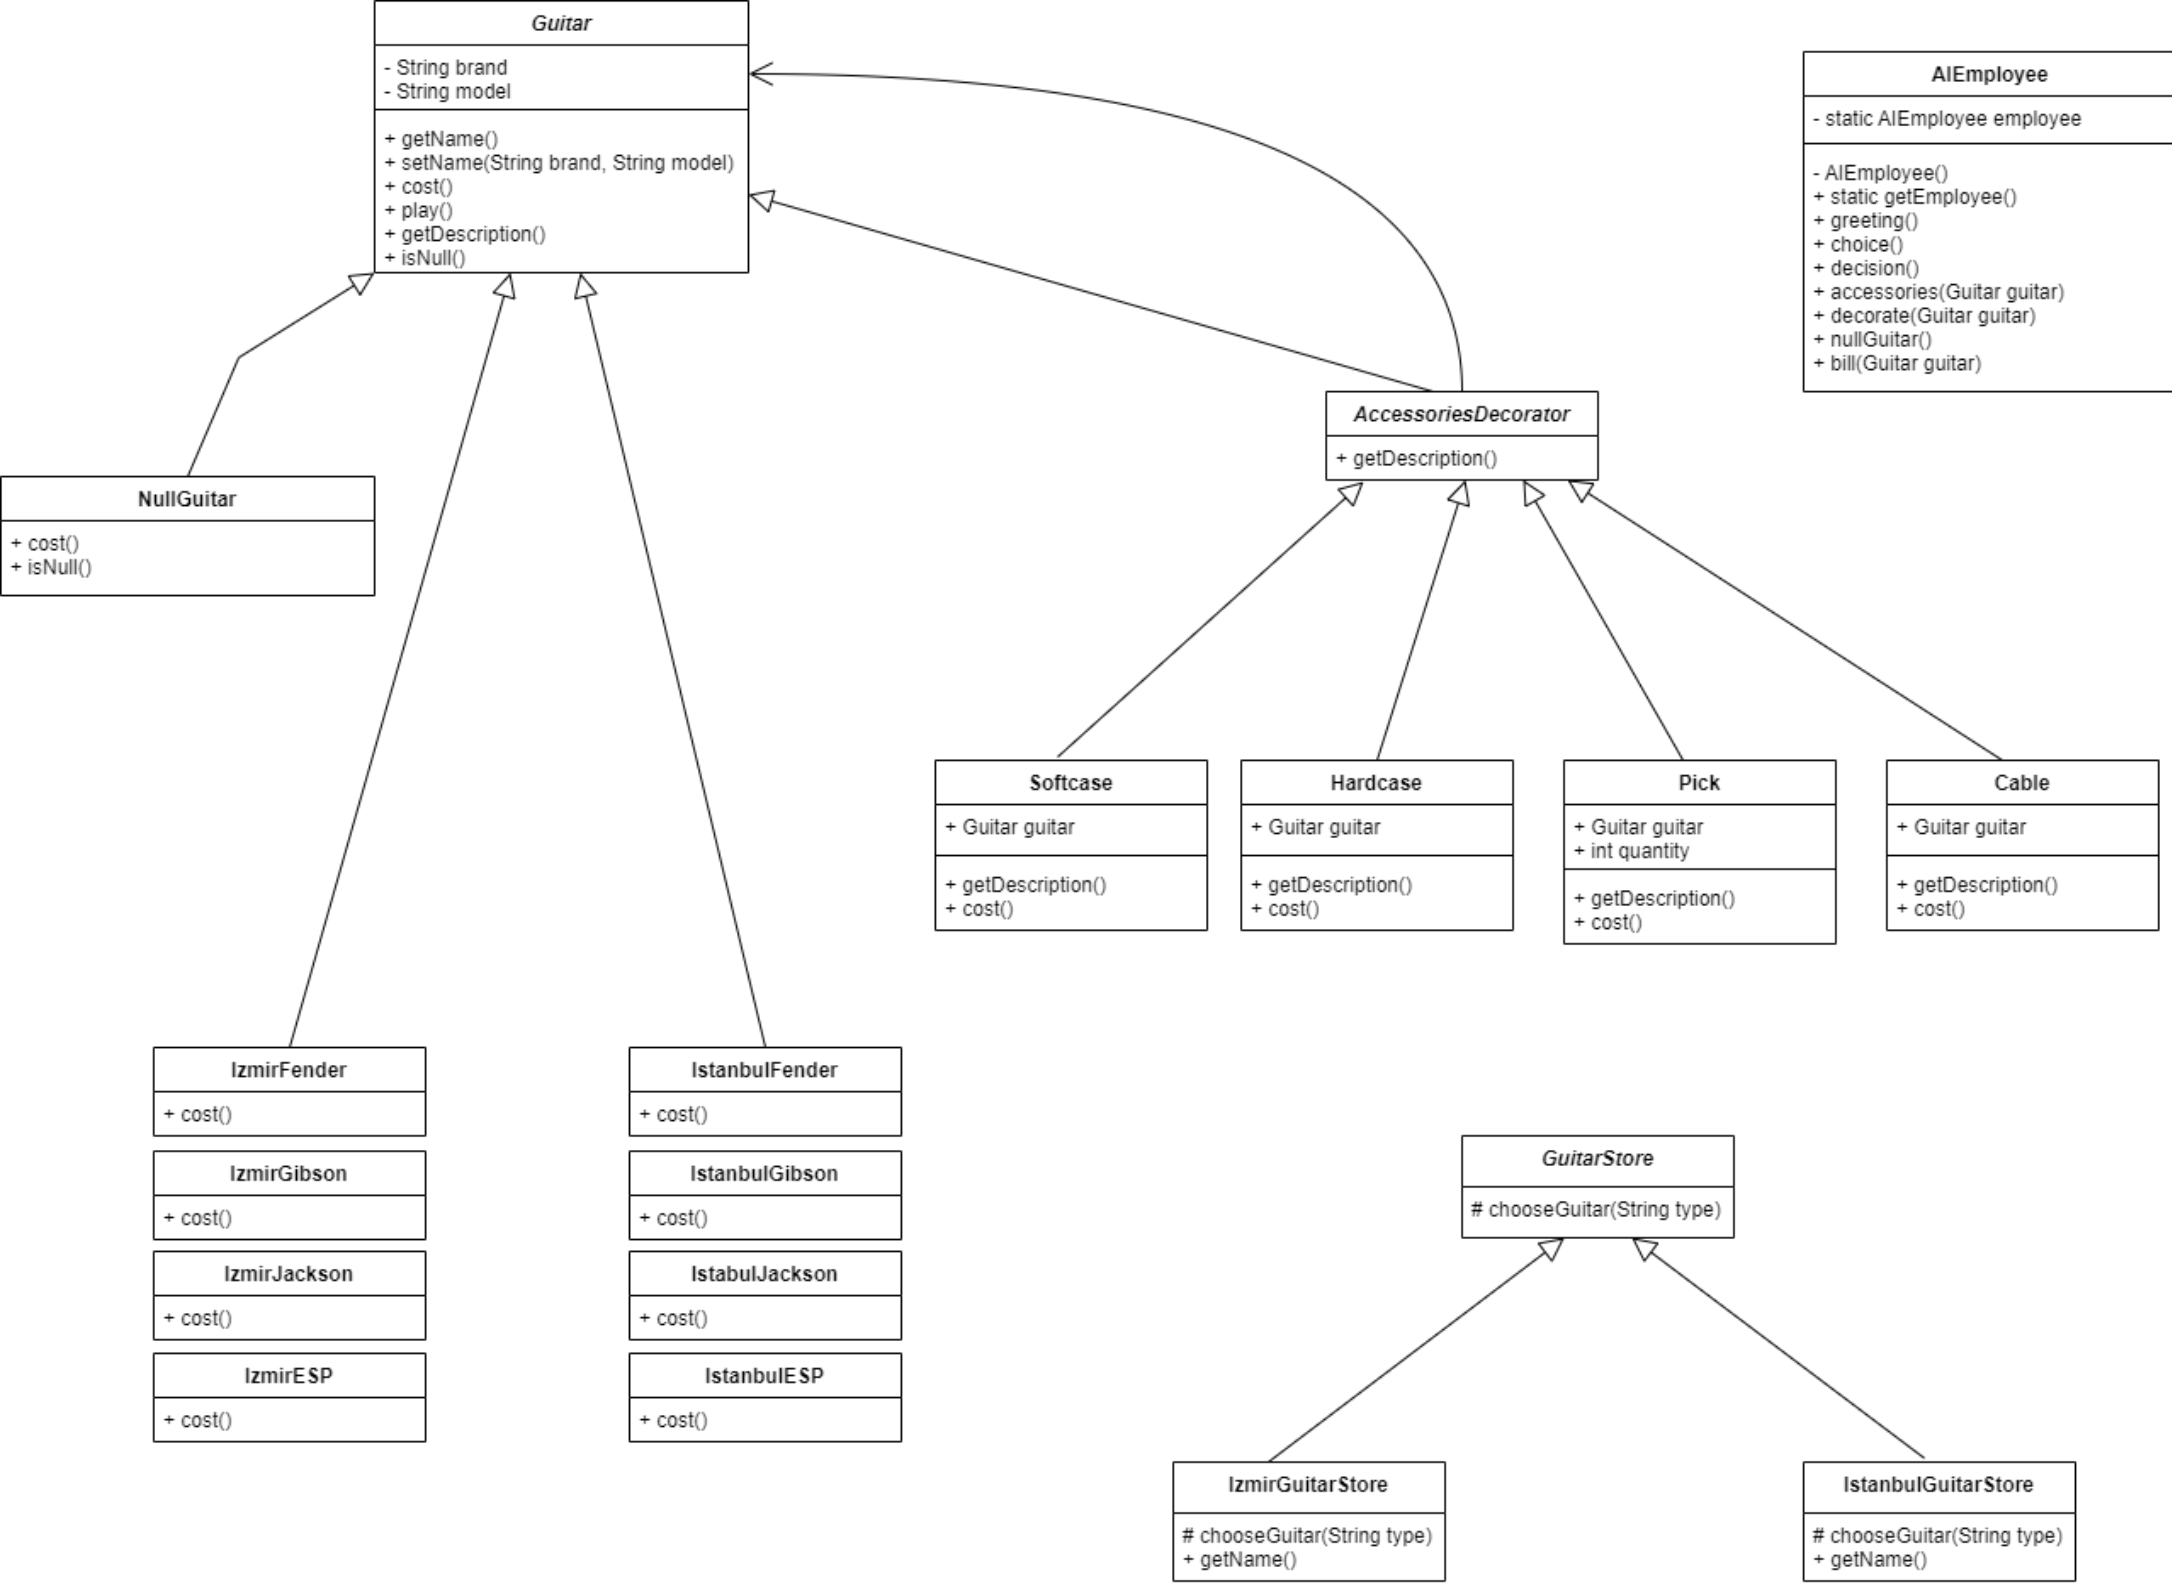 Guitar
- String brand
- String model
+ getName()
+ setName(String brand, String model)
+ cost()
+ play()
+ getDescription()
+ isNull()
AIEmployee
- static AIEmployee employee
- AIEmployee()
+ static getEmployee()
+ greeting()
+ choice()
+ decision()
+ accessories(Guitar guitar)
+ decorate(Guitar guitar)
+ nullGuitar()
+ bill(Guitar guitar)
AccessoriesDecorator
+ getDescription()
NullGuitar
+ cost()
+ isNull()
Softcase
+ Guitar guitar
+ getDescription()
+ cost()
Hardcase
+ Guitar guitar
+ getDescription()
+ cost()
Pick
+ Guitar guitar
+ int quantity
+ getDescription()
+ cost()
Cable
+ Guitar guitar
+ getDescription()
+ cost()
IzmirFender
+ cost()
IzmirGibson
+ cost()
IzmirJackson
+ cost()
IzmirESP
+ cost()
IstanbulFender
+ cost()
IstanbulGibson
+ cost()
IstabulJackson
+ cost()
IstanbulESP
+ cost()
GuitarStore
# chooseGuitar(String type)
IzmirGuitarStore
# chooseGuitar(String type)
+ getName()
IstanbulGuitarStore
# chooseGuitar(String type)
+ getName()